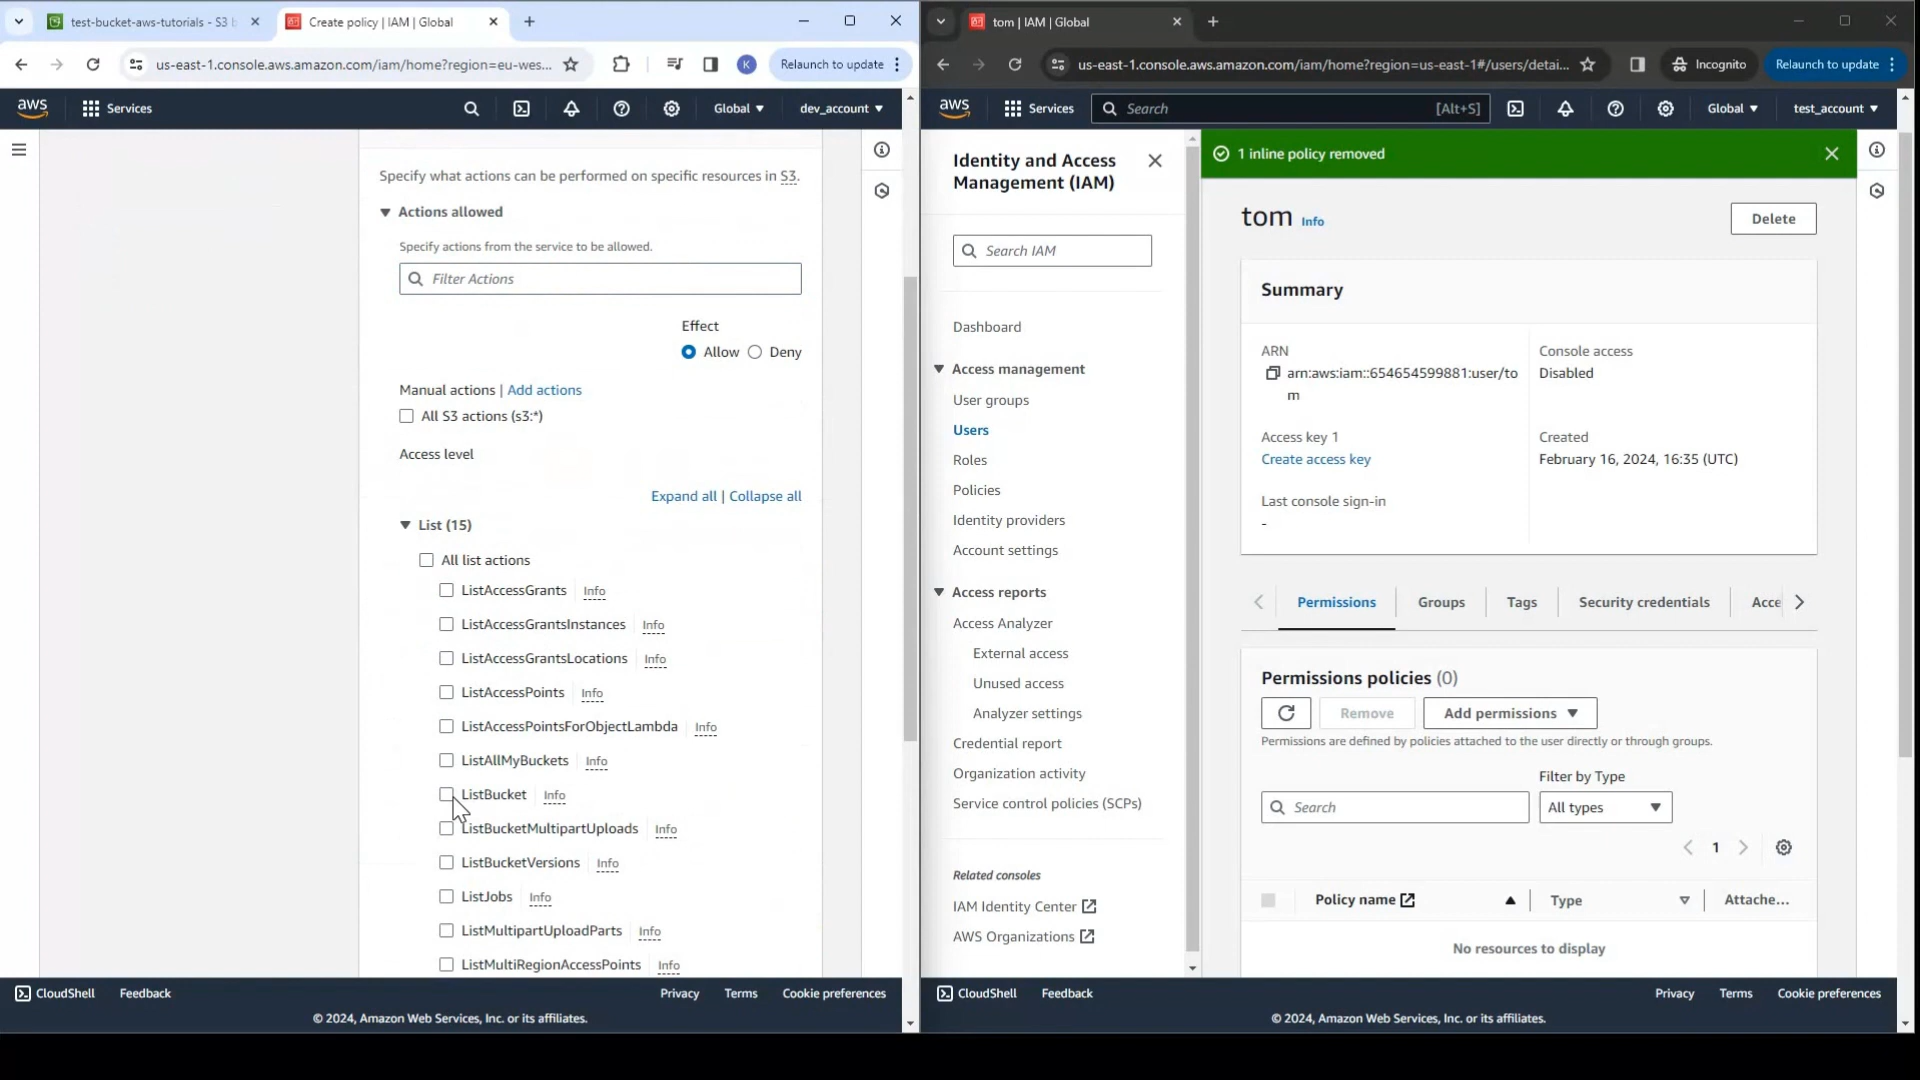 test-bucket-aws-tutorials - S3 b
Create policy | IAM | Global
us-east-1.console.aws.amazon.com/iam/home?region=eu-wes...
K
Relaunch to update
aws
Services
Global
dev_account
Specify what actions can be performed on specific resources in S3.
Actions allowed
Specify actions from the service to be allowed.
Filter Actions
Effect
Allow
Deny
Manual actions | Add actions
All S3 actions (s3:*)
Access level
Expand all | Collapse all
List (15)
All list actions
ListAccessGrants Info
ListAccessGrantsInstances Info
ListAccessGrantsLocations Info
ListAccessPoints Info
ListAccessPointsForObjectLambda Info
ListAllMyBuckets Info
ListBucket Info
ListBucketMultipartUploads Info
ListBucketVersions Info
ListJobs Info
ListMultipartUploadParts Info
ListMultiRegionAccessPoints Info
CloudShell
Feedback
Privacy
Terms
Cookie preferences
© 2024, Amazon Web Services, Inc. or its affiliates.
tom | IAM | Global
us-east-1.console.aws.amazon.com/iam/home?region=us-east-1#/users/detai...
Incognito
Relaunch to update
aws
Services
Search
[Alt+S]
Global
test_account
Identity and Access
Management (IAM)
Search IAM
Dashboard
Access management
User groups
Users
Roles
Policies
Identity providers
Account settings
Access reports
Access Analyzer
External access
Unused access
Analyzer settings
Credential report
Organization activity
Service control policies (SCPs)
Related consoles
IAM Identity Center
AWS Organizations
1 inline policy removed
tom Info
Delete
Summary
ARN
arn:aws:iam::654654599881:user/to
m
Console access
Disabled
Access key 1
Create access key
Created
February 16, 2024, 16:35 (UTC)
Last console sign-in
-
Permissions
Groups
Tags
Security credentials
Acce
Permissions policies (0)
Remove
Add permissions
Permissions are defined by policies attached to the user directly or through groups.
Filter by Type
Search
All types
1
Policy name
Type
Attache...
No resources to display
CloudShell
Feedback
Privacy
Terms
Cookie preferences
© 2024, Amazon Web Services, Inc. or its affiliates.